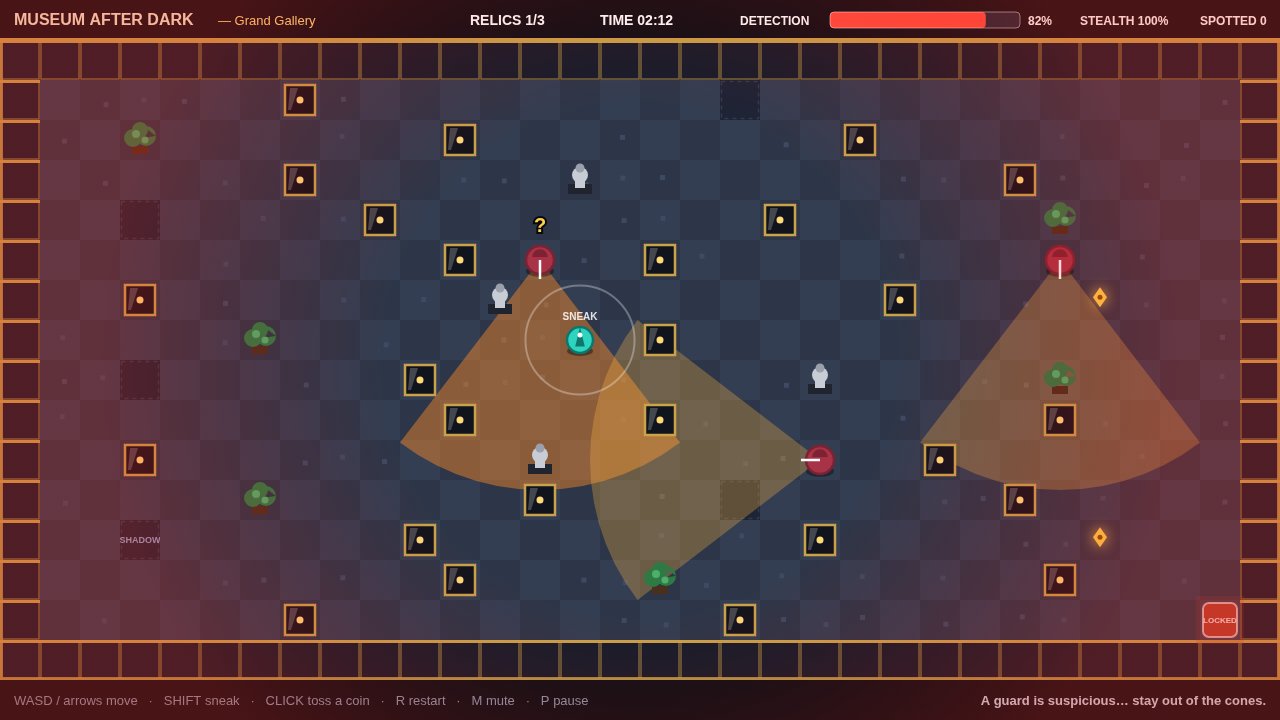 MUSEUM AFTER DARK — Grand Gallery RELICS 1/3 TIME 02:12 DETECTION 82% STEALTH 100% SPOTTED 0
?
SNEAK
SHADOW
LOCKED
WASD / arrows move · SHIFT sneak · CLICK toss a coin · R restart · M mute · P pause A guard is suspicious… stay out of the cones.